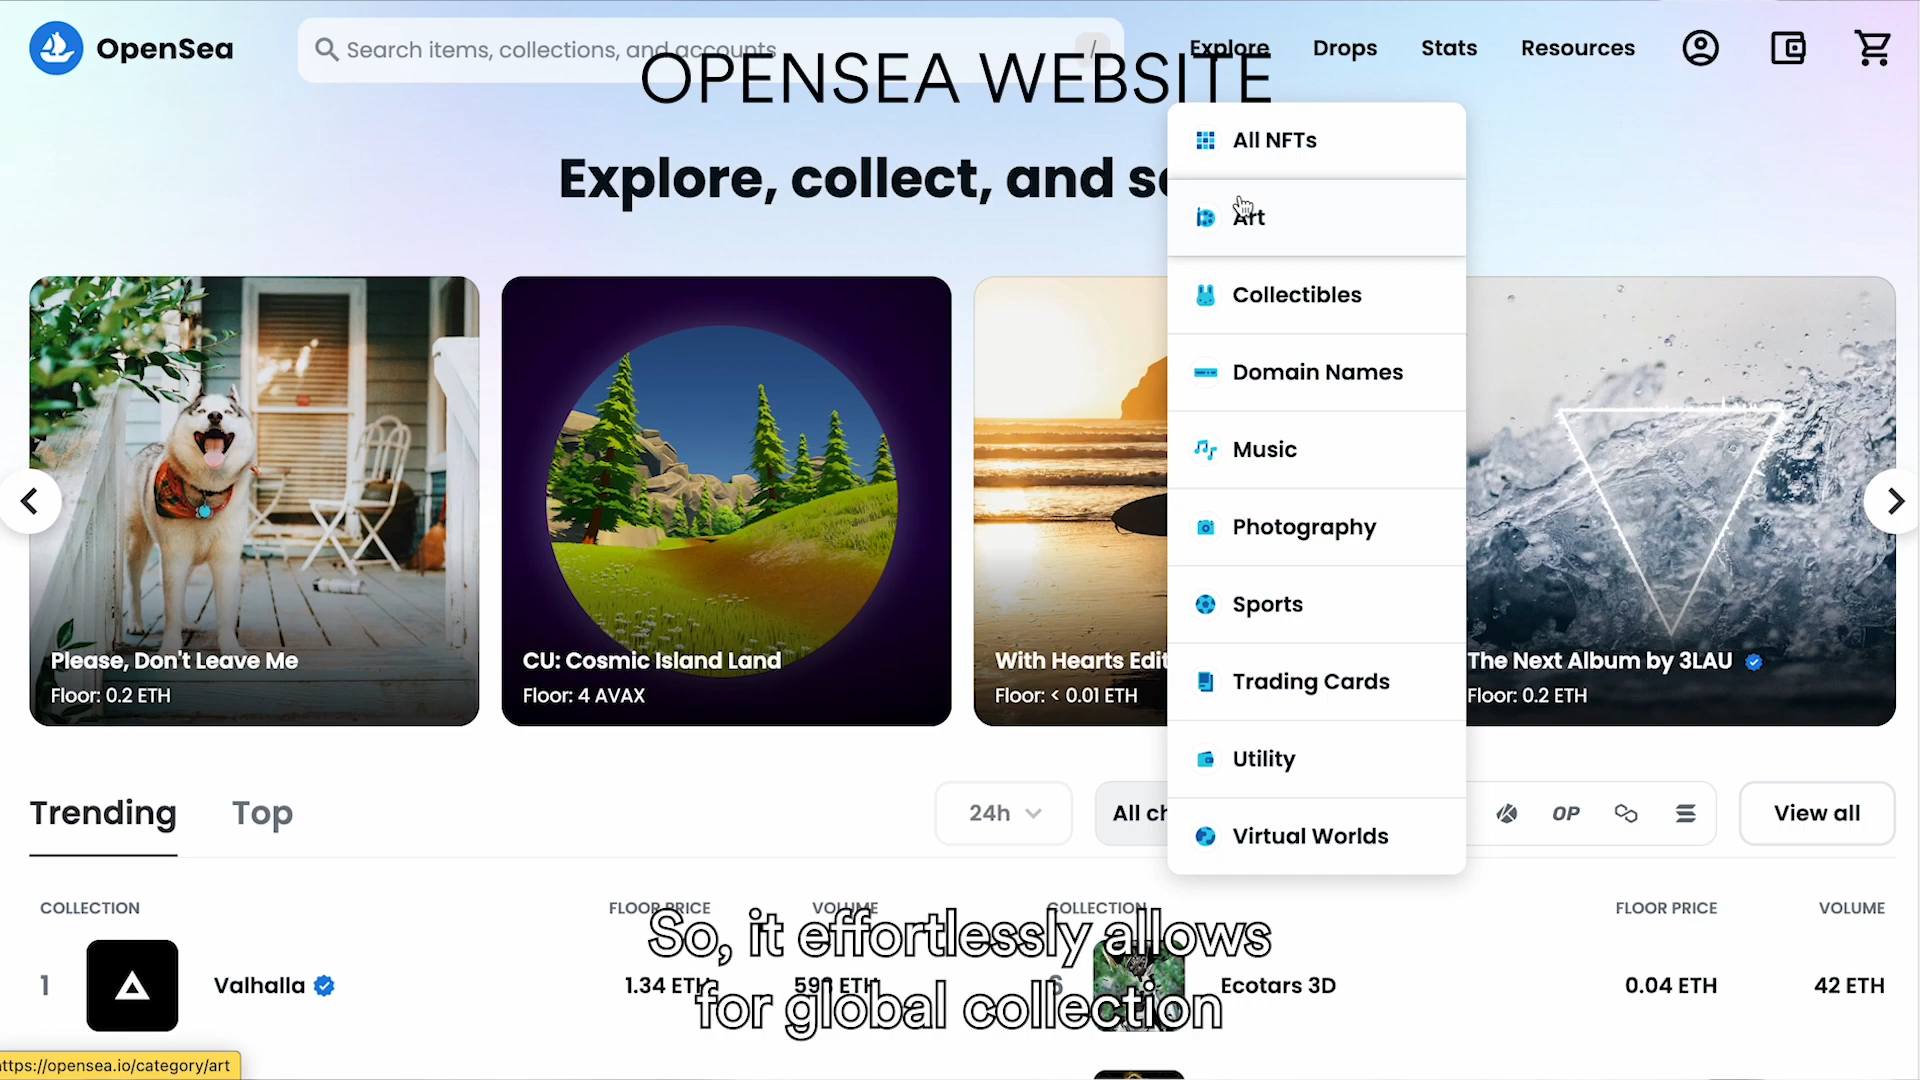 OpenSea
Search items, collections, and accounts
/
Explore
Drops
Stats
Resources
OPENSEA WEBSITE
Explore, collect, and s
All NFTs
Art
Collectibles
Domain Names
Music
Photography
Sports
Trading Cards
Utility
Virtual Worlds
Please, Don't Leave Me
Floor: 0.2 ETH
CU: Cosmic Island Land
Floor: 4 AVAX
With Hearts Edit
Floor: < 0.01 ETH
The Next Album by 3LAU
Floor: 0.2 ETH
Trending
Top
24h
All ch
OP
View all
COLLECTION
FLOOR PRICE
VOLUME
COLLECTION
FLOOR PRICE
VOLUME
1
Valhalla
1.34 ETH
ETH
6
Ecotars 3D
0.04 ETH
42 ETH
So, it effortlessly allows
for global collection
https://opensea.io/category/art